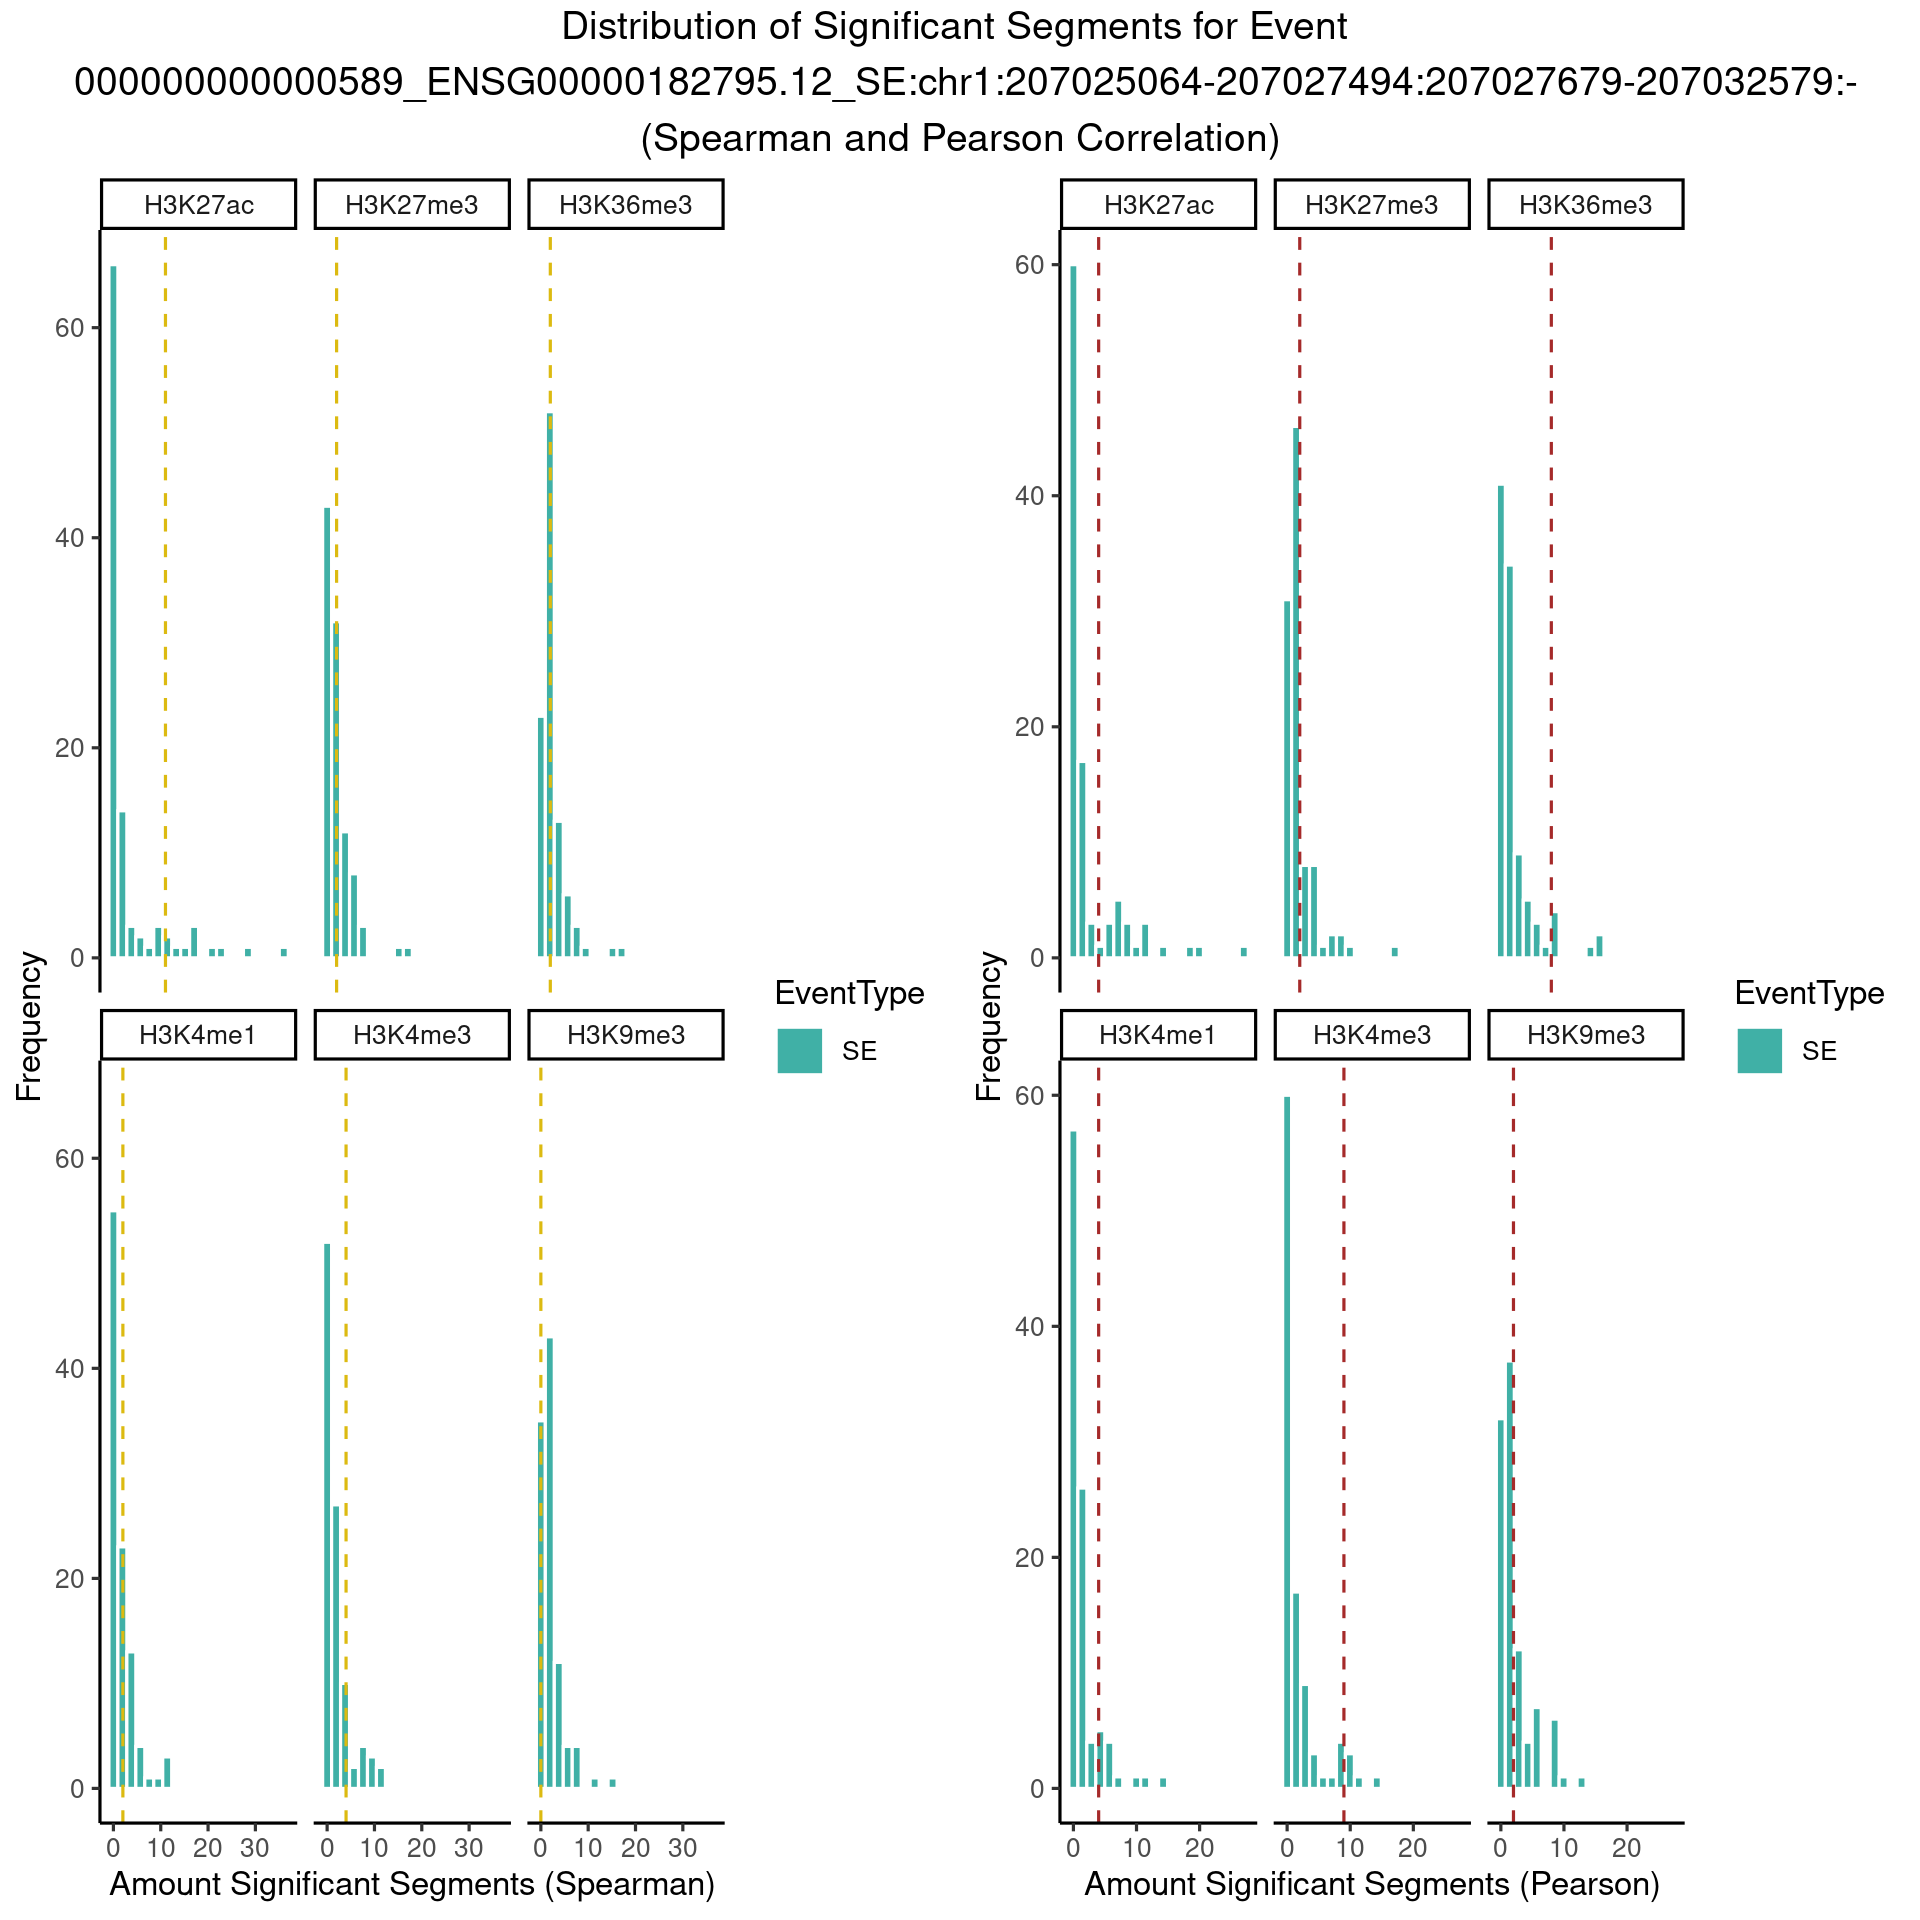 Distribution of Significant Segments for Event
000000000000589_ENSG00000182795.12_SE:chr1:207025064-207027494:207027679-207032579:-
(Spearman and Pearson Correlation)
H3K27ac H3K27me3 H3K36me3
60
40
20
0
H3K4me1 H3K4me3 H3K9me3
60
40
20
0
0 10 20 30 0 10 20 30 0 10 20 30
Frequency
Amount Significant Segments (Spearman)
EventType
SE
H3K27ac H3K27me3 H3K36me3
60
40
20
0
H3K4me1 H3K4me3 H3K9me3
60
40
20
0
0 10 20 0 10 20 0 10 20
Frequency
Amount Significant Segments (Pearson)
EventType
SE